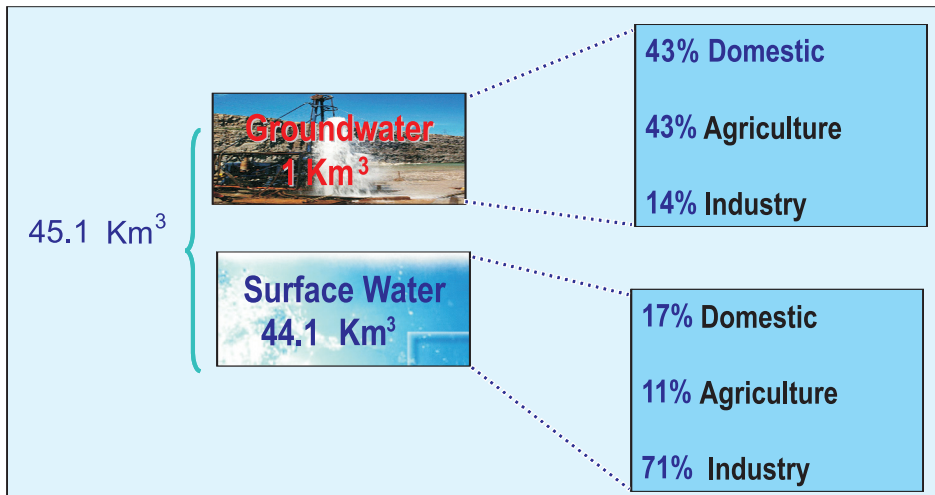 45.1 Km³
Groundwater
1 Km³
43% Domestic
43% Agriculture
14% Industry
Surface Water
44.1 Km³
17% Domestic
11% Agriculture
71% Industry